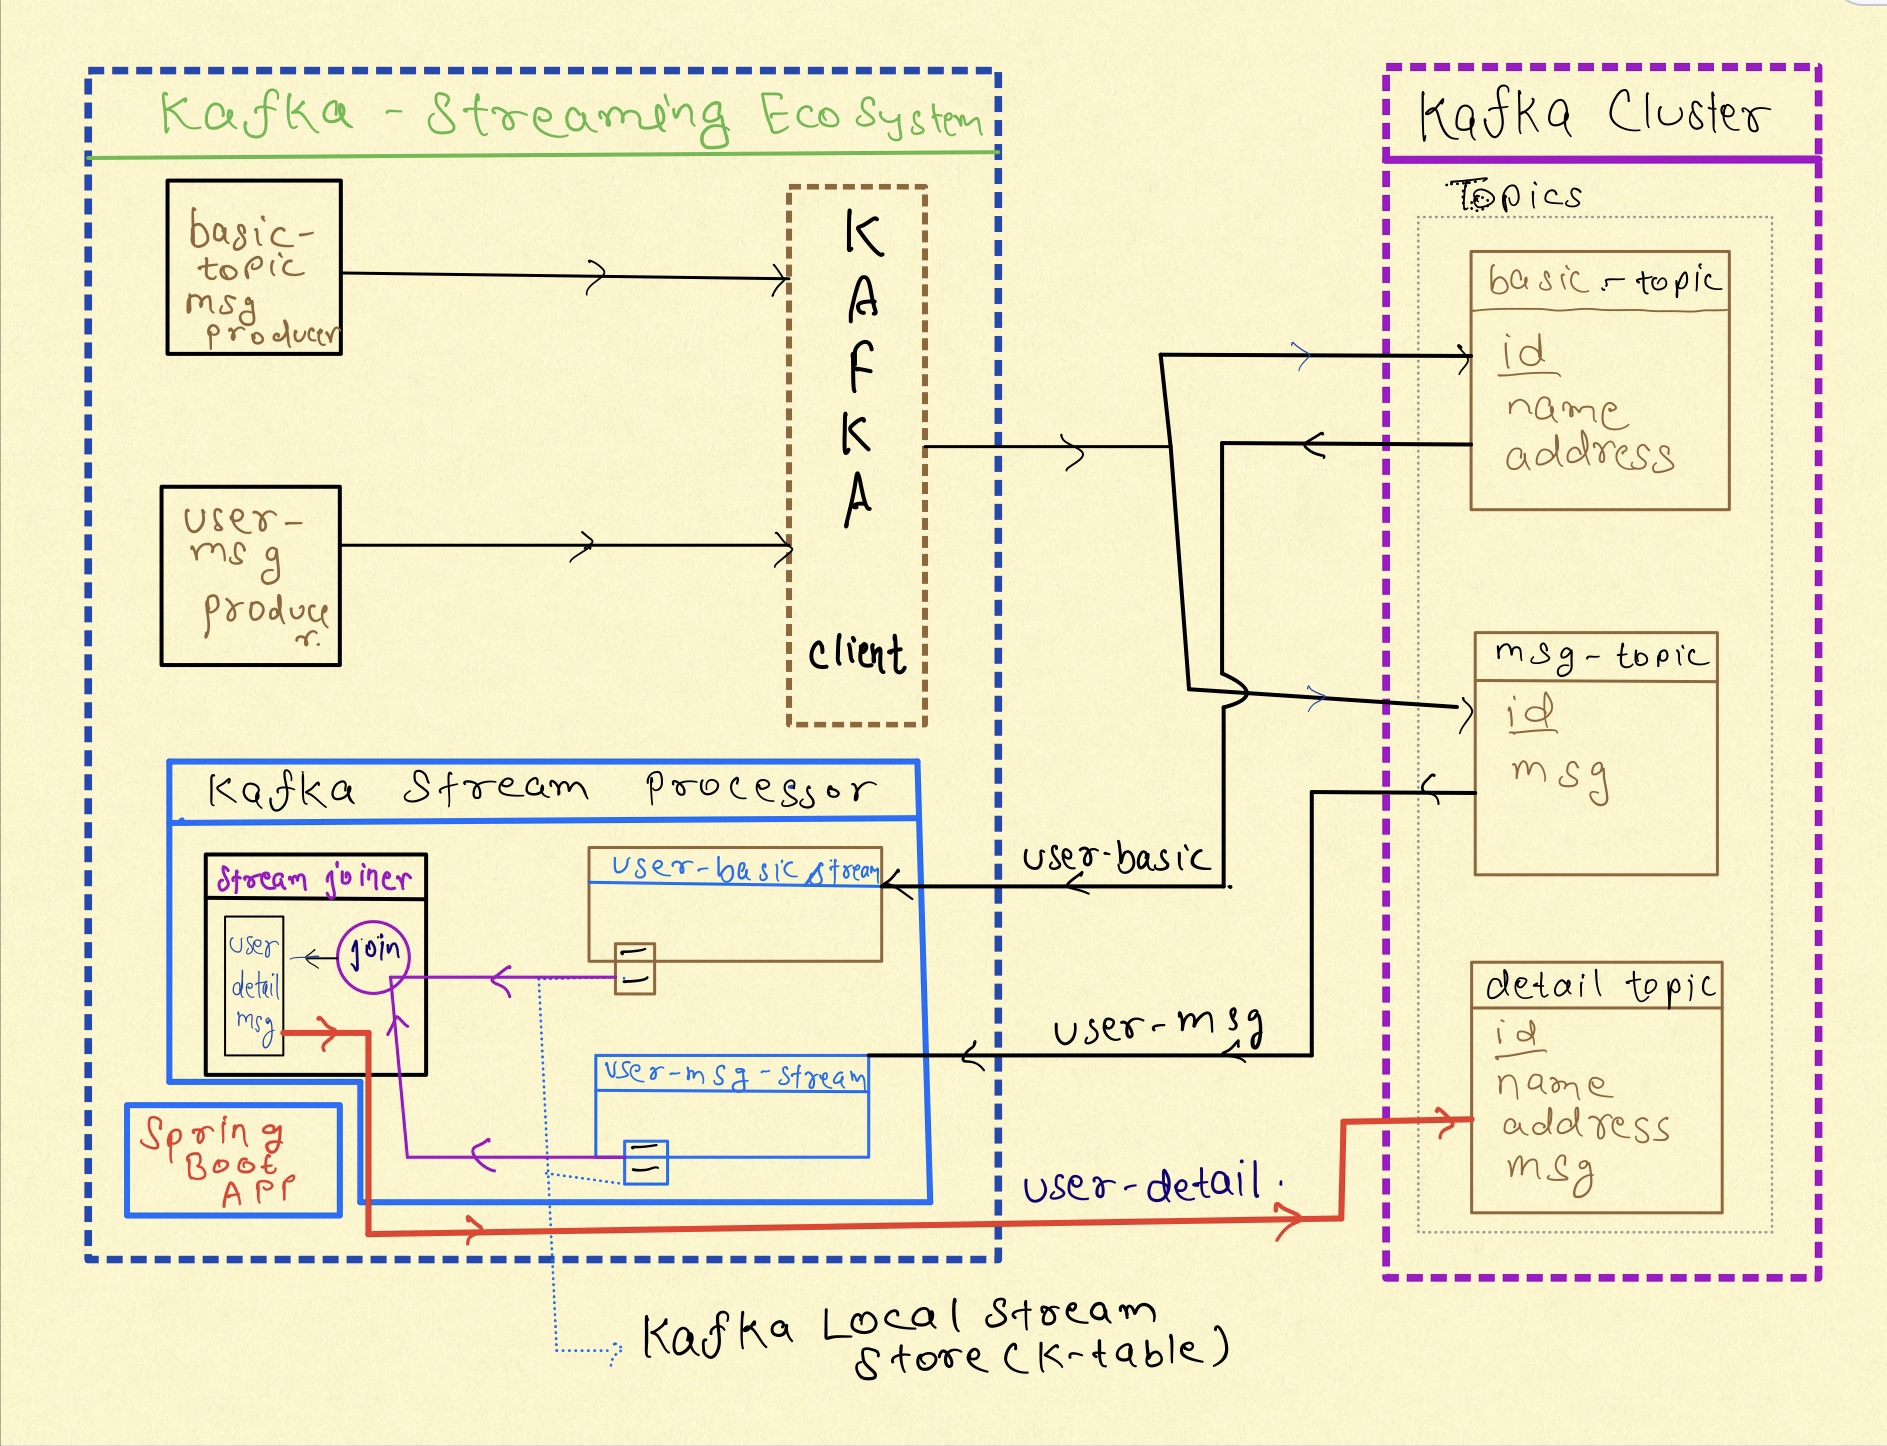 Kafka - Streaming Eco System
basic-
topic
msg
producer
user-
msg
produce
r.
K
A
F
K
A
client
Kafka Stream Processor
stream joiner
user
detail
msg
join
user-basic stream
user-msg-stream
Spring
Boot
APP
user-basic
user-msg
user-detail.
Kafka Local Stream
Store (K-table)
Kafka Cluster
Topics
basic - topic
id
name
address
msg - topic
id
msg
detail topic
id
name
address
msg